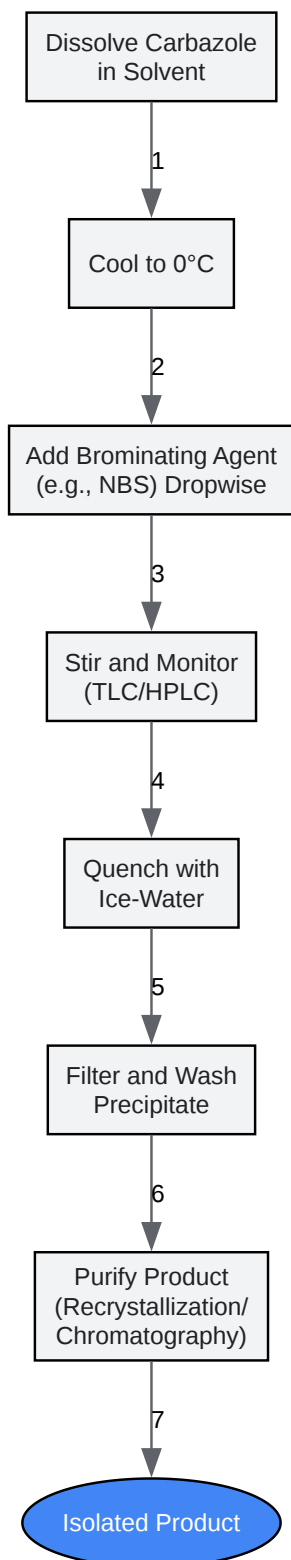 Dissolve Carbazole
in Solvent
1
Cool to 0°C
2
Add Brominating Agent
(e.g., NBS) Dropwise
3
Stir and Monitor
(TLC/HPLC)
4
Quench with
Ice-Water
5
Filter and Wash
Precipitate
6
Purify Product
(Recrystallization/
Chromatography)
7
Isolated Product